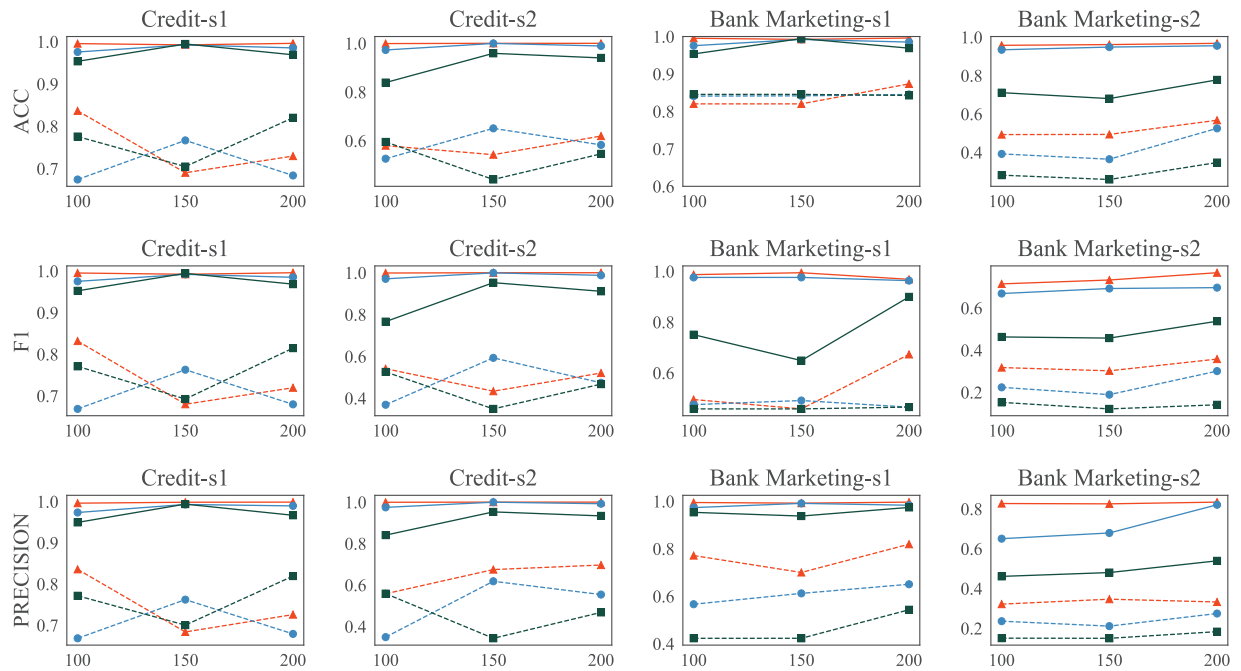 Credit-s1 Credit-s2 Bank Marketing-s1 Bank Marketing-s2
ACC
1.0 0.9 0.8 0.7
1.0 0.8 0.6
1.0 0.9 0.8 0.7 0.6
1.0 0.8 0.6 0.4
100 150 200 100 150 200 100 150 200 100 150 200
Credit-s1 Credit-s2 Bank Marketing-s1 Bank Marketing-s2
F1
1.0 0.9 0.8 0.7
1.0 0.8 0.6 0.4
1.0 0.8 0.6
0.6 0.4 0.2
100 150 200 100 150 200 100 150 200 100 150 200
Credit-s1 Credit-s2 Bank Marketing-s1 Bank Marketing-s2
PRECISION
1.0 0.9 0.8 0.7
1.0 0.8 0.6 0.4
1.0 0.8 0.6 0.4
0.8 0.6 0.4 0.2
100 150 200 100 150 200 100 150 200 100 150 200